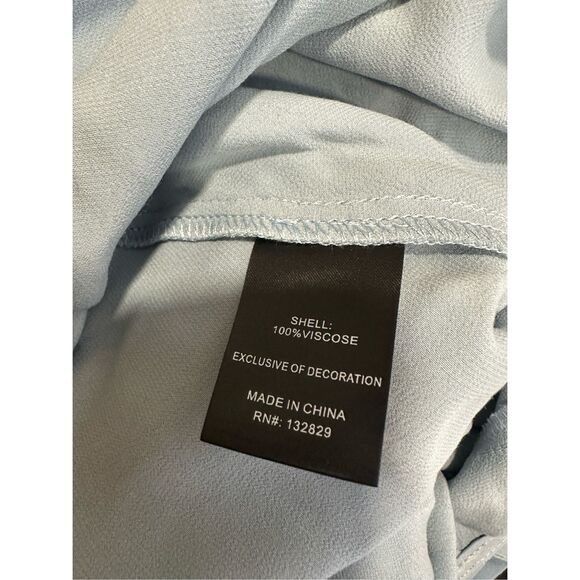 SHELL:
100%VISCOSE
EXCLUSIVE OF DECORATION
MADE IN CHINA
RN#: 132829